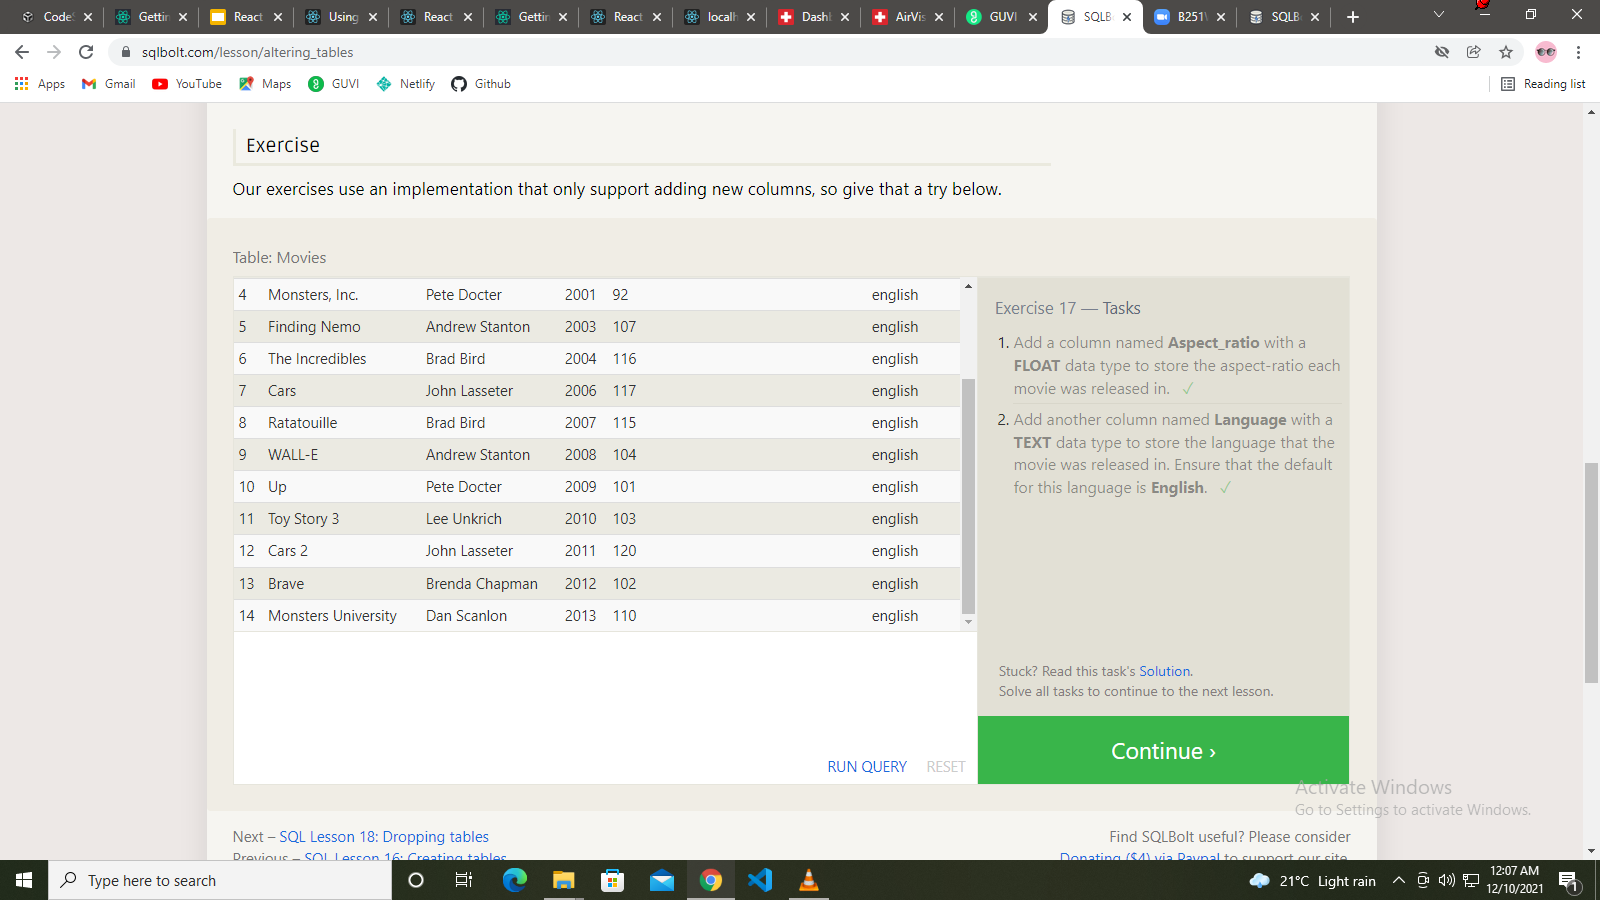 CodeS
Gettin
React
Using
React
Gettin
React
localh
Dashl
AirVis
GUVI
SQLB
B251\
SQLB
sqlbolt.com/lesson/altering_tables
Apps
Gmail
YouTube
Maps
GUVI
Netlify
Github
Reading list
Exercise
Our exercises use an implementation that only support adding new columns, so give that a try below.
Table: Movies
4 Monsters, Inc. Pete Docter 2001 92 english
5 Finding Nemo Andrew Stanton 2003 107 english
6 The Incredibles Brad Bird 2004 116 english
7 Cars John Lasseter 2006 117 english
8 Ratatouille Brad Bird 2007 115 english
9 WALL-E Andrew Stanton 2008 104 english
10 Up Pete Docter 2009 101 english
11 Toy Story 3 Lee Unkrich 2010 103 english
12 Cars 2 John Lasseter 2011 120 english
13 Brave Brenda Chapman 2012 102 english
14 Monsters University Dan Scanlon 2013 110 english
RUN QUERY RESET
Exercise 17 — Tasks
1. Add a column named Aspect_ratio with a
FLOAT data type to store the aspect-ratio each
movie was released in. ✓
2. Add another column named Language with a
TEXT data type to store the language that the
movie was released in. Ensure that the default
for this language is English. ✓
Stuck? Read this task's Solution.
Solve all tasks to continue to the next lesson.
Continue ›
Activate Windows
Go to Settings to activate Windows.
Next – SQL Lesson 18: Dropping tables
Previous – SQL Lesson 16: Creating tables
Find SQLBolt useful? Please consider
Donating ($4) via Paypal to support our site.
Type here to search
21°C Light rain
12:07 AM
12/10/2021
1